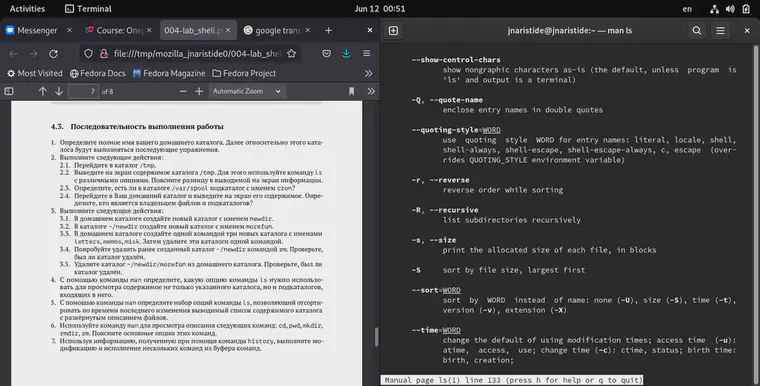 Activities
Terminal
Jun 12 00:51
en
Messenger
Course: One
004-lab_shell.p
google trans
file:///tmp/mozilla_jnaristide0/004-lab_sh
Most Visited
Fedora Docs
Fedora Magazine
Fedora Project
7 of 8
Automatic Zoom
4.3. Последовательность выполнения работы
1. Определите полное имя вашего домашнего каталога. Далее относительно этого ката-
лога будут выполняться последующие упражнения.
2. Выполните следующие действия:
2.1. Перейдите в каталог /tmp.
2.2. Выведите на экран содержимое каталога /tmp. Для этого используйте команду ls
с различными опциями. Поясните разницу в выводимой на экран информации.
2.3. Определите, есть ли в каталоге /var/spool подкаталог с именем cron?
2.4. Перейдите в Ваш домашний каталог и выведите на экран его содержимое. Опре-
делите, кто является владельцем файлов и подкаталогов?
3. Выполните следующие действия:
3.1. В домашнем каталоге создайте новый каталог с именем newdir.
3.2. В каталоге ~/newdir создайте новый каталог с именем morefun.
3.3. В домашнем каталоге создайте одной командой три новых каталога с именами
letters, memos, misk. Затем удалите эти каталоги одной командой.
3.4. Попробуйте удалить ранее созданный каталог ~/newdir командой rm. Проверьте,
был ли каталог удалён.
3.5. Удалите каталог ~/newdir/morefun из домашнего каталога. Проверьте, был ли
каталог удалён.
4. С помощью команды man определите, какую опцию команды ls нужно использо-
вать для просмотра содержимое не только указанного каталога, но и подкаталогов,
входящих в него.
5. С помощью команды man определите набор опций команды ls, позволяющий отсорти-
ровать по времени последнего изменения выводимый список содержимого каталога
с развёрнутым описанием файлов.
6. Используйте команду man для просмотра описания следующих команд: cd, pwd, mkdir,
rmdir, rm. Поясните основные опции этих команд.
7. Используя информацию, полученную при помощи команды history, выполните мо-
дификацию и исполнение нескольких команд из буфера команд.
jnaristide@jnaristide:~ — man ls
--show-control-chars
show nongraphic characters as-is (the default, unless program is
'ls' and output is a terminal)
-Q, --quote-name
enclose entry names in double quotes
--quoting-style=WORD
use quoting style WORD for entry names: literal, locale, shell,
shell-always, shell-escape, shell-escape-always, c, escape (over‐
rides QUOTING_STYLE environment variable)
-r, --reverse
reverse order while sorting
-R, --recursive
list subdirectories recursively
-s, --size
print the allocated size of each file, in blocks
-S sort by file size, largest first
--sort=WORD
sort by WORD instead of name: none (-U), size (-S), time (-t),
version (-v), extension (-X)
--time=WORD
change the default of using modification times; access time (-u):
atime, access, use; change time (-c): ctime, status; birth time:
birth, creation;
Manual page ls(1) line 133 (press h for help or q to quit)